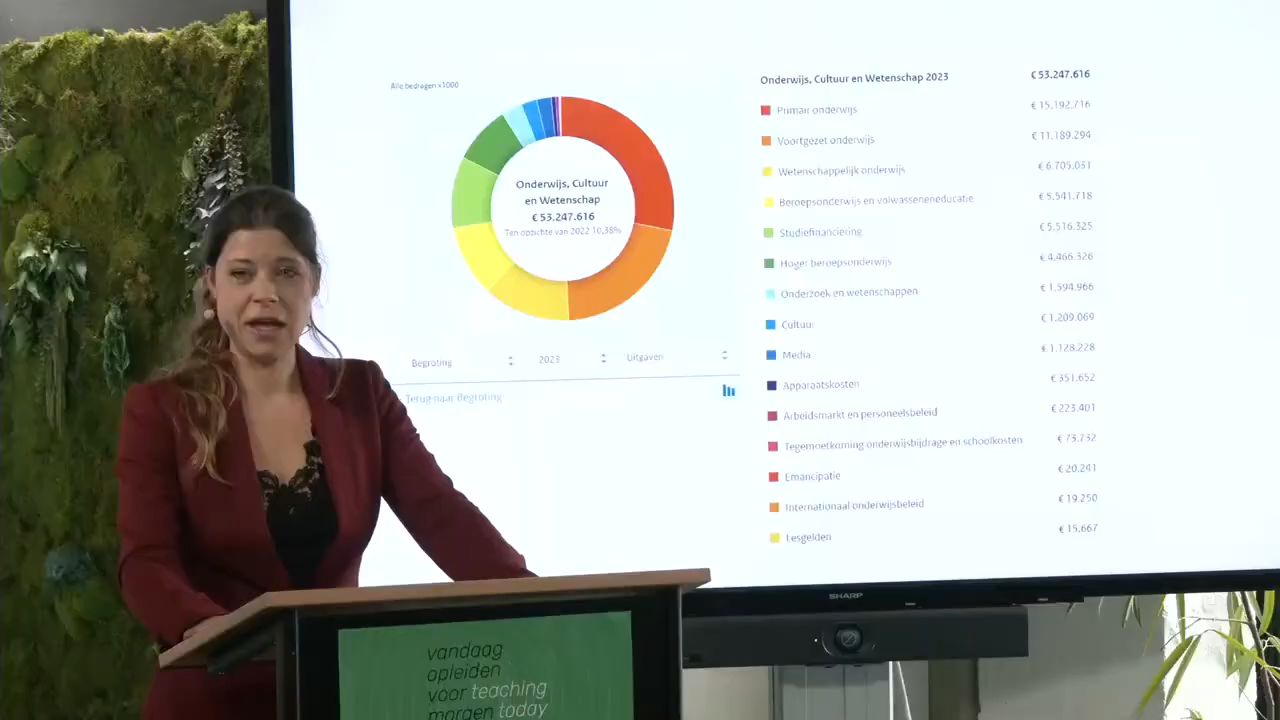 Alle bedragen x1000
Onderwijs, Cultuur
en Wetenschap
€ 53.247.616
Ten opzichte van 2022 10,38%
Begroting
2023
Uitgaven
Terug naar Begroting
Onderwijs, Cultuur en Wetenschap 2023 € 53.247.616
Primair onderwijs € 15.192.716
Voortgezet onderwijs € 11.189.294
Wetenschappelijk onderwijs € 6.705.031
Beroepsonderwijs en volwasseneneducatie € 5.541.718
Studiefinanciering € 5.516.325
Hoger beroepsonderwijs € 4.466.326
Onderzoek en wetenschappen € 1.594.966
Cultuur € 1.209.069
Media € 1.128.228
Apparaatskosten € 351.652
Arbeidsmarkt en personeelsbeleid € 223.401
Tegemoetkoming onderwijsbijdrage en schoolkosten € 73.732
Emancipatie € 20.241
Internationaal onderwijsbeleid € 19.250
Lesgelden € 15.667
SHARP
vandaag
opleiden
voor teaching
morgen today